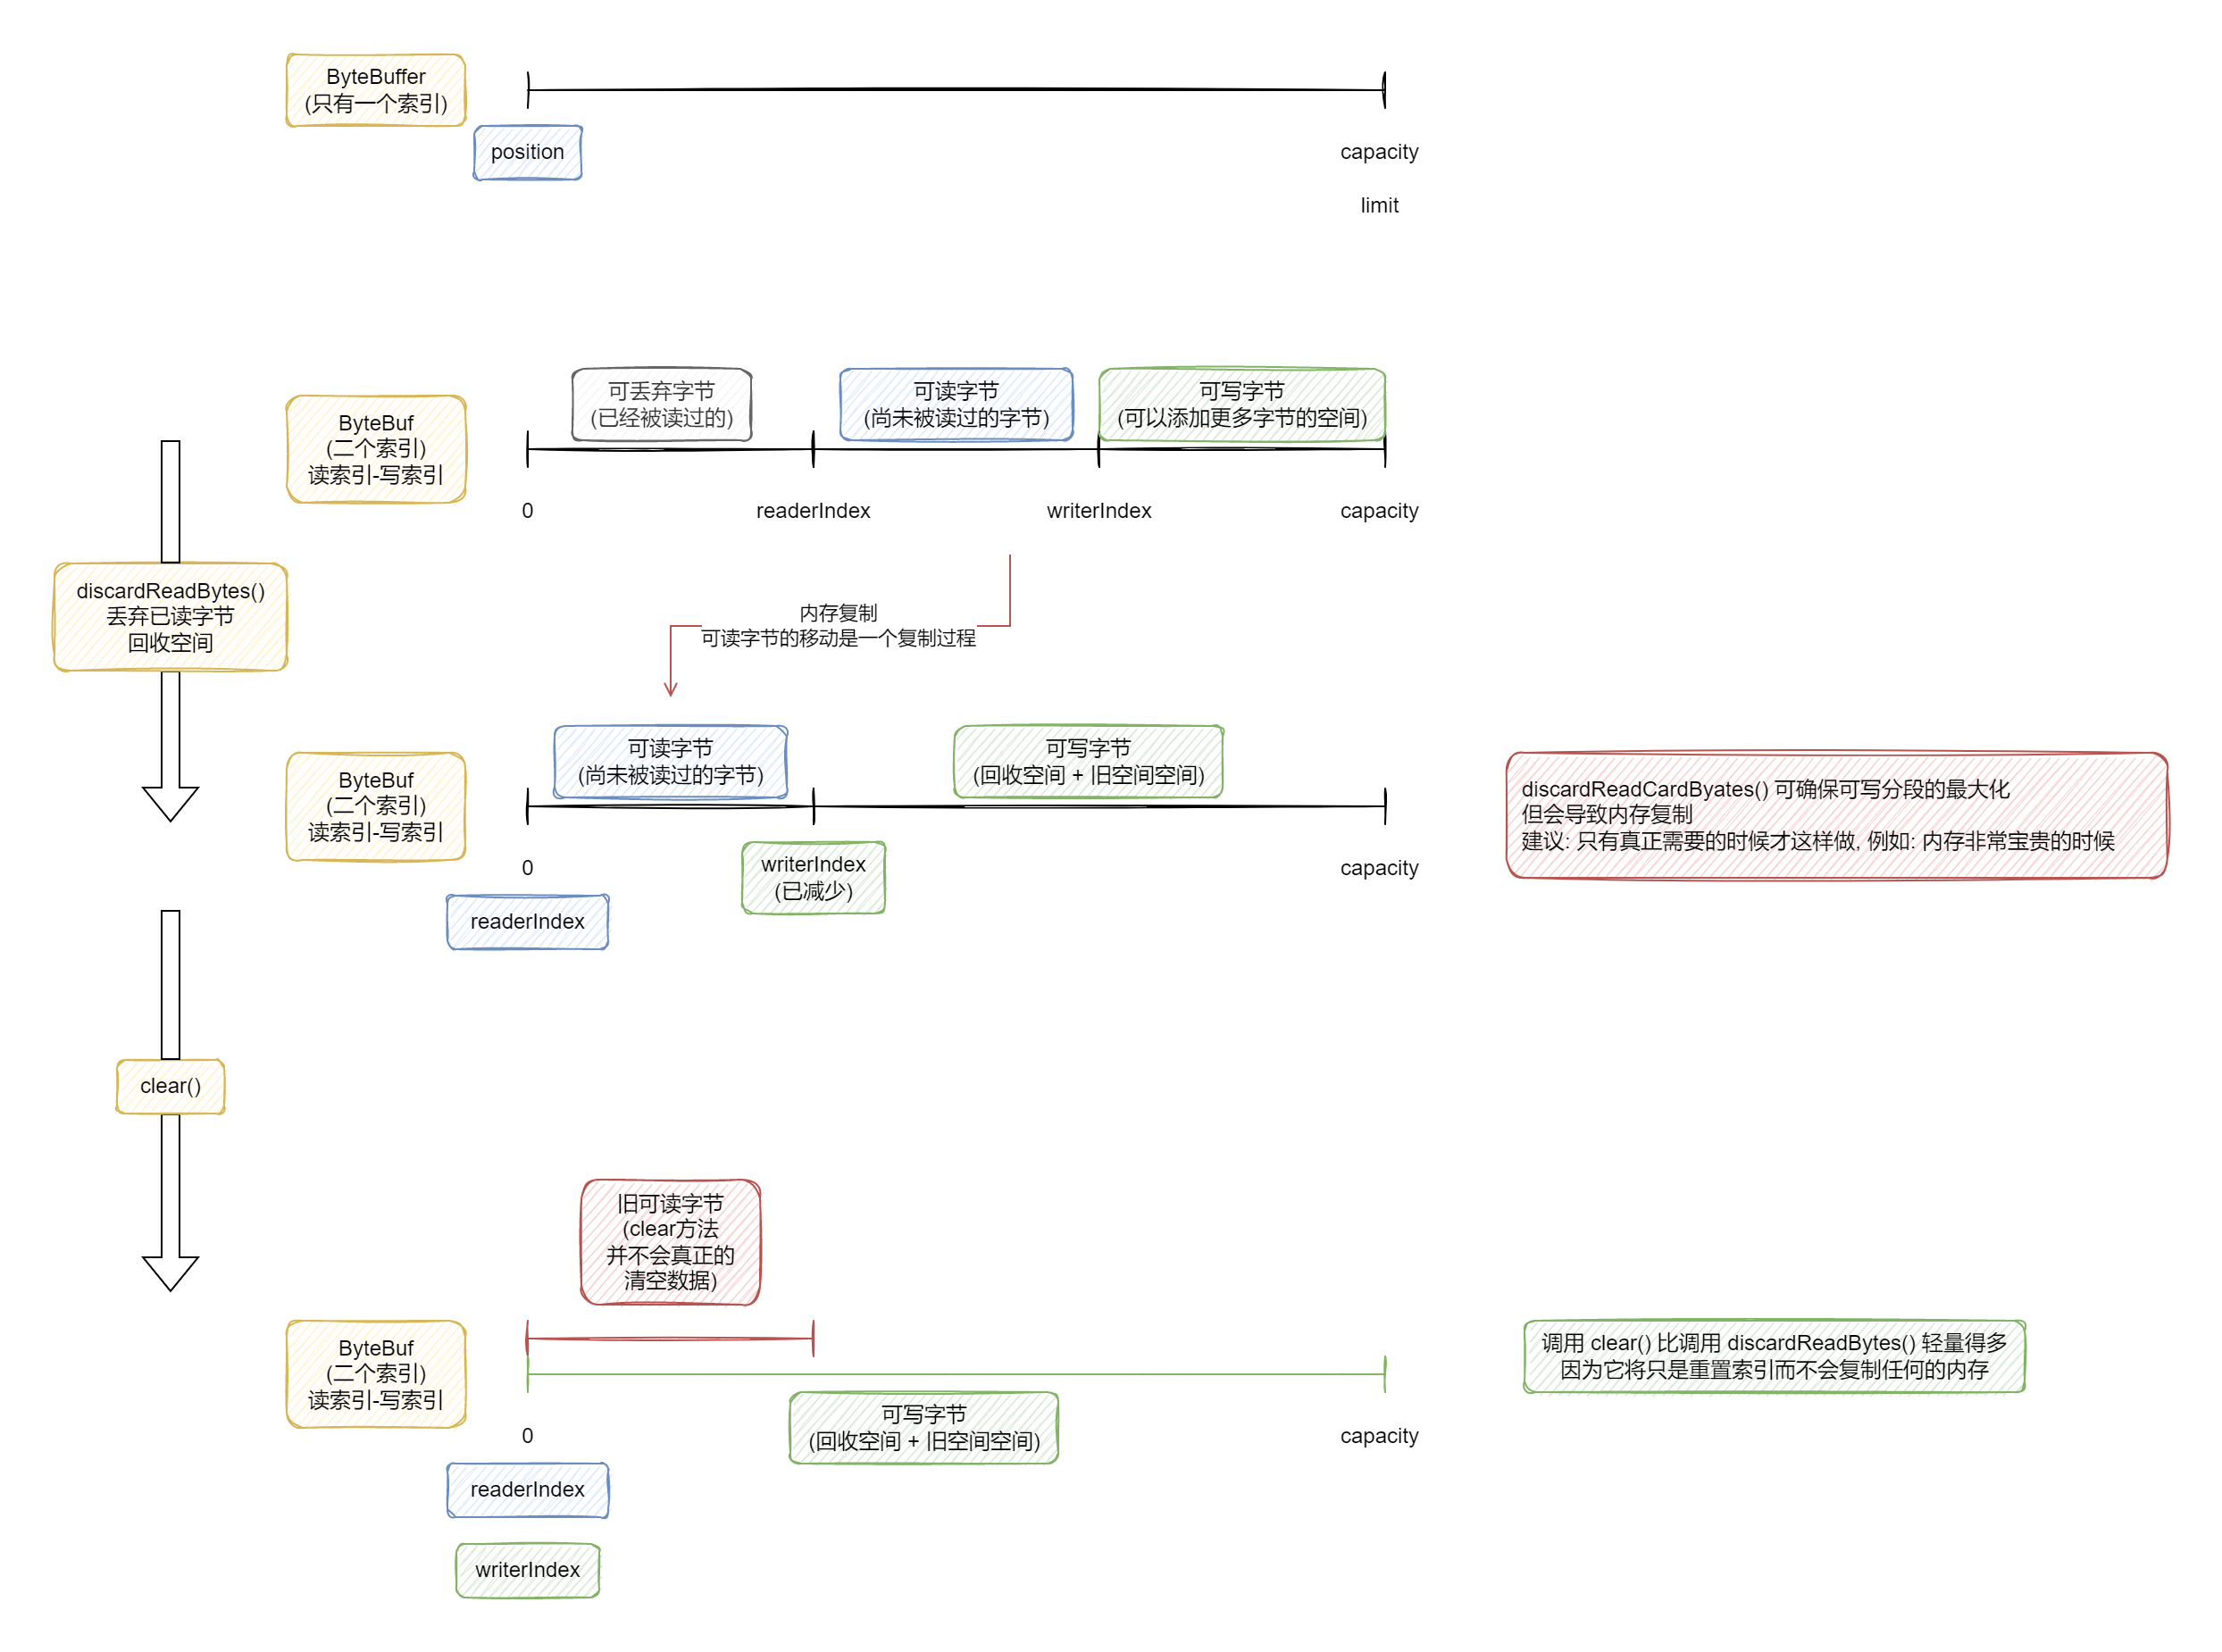 ByteBuffer
(只有一个索引)
position
capacity
limit
可丢弃字节
(已经被读过的)
可读字节
(尚未被读过的字节)
可写字节
(可以添加更多字节的空间)
ByteBuf
(二个索引)
读索引-写索引
0
readerIndex
writerIndex
capacity
discardReadBytes()
丢弃已读字节
回收空间
内存复制
可读字节的移动是一个复制过程
可读字节
(尚未被读过的字节)
可写字节
(回收空间 + 旧空间空间)
ByteBuf
(二个索引)
读索引-写索引
0
writerIndex
(已减少)
capacity
readerIndex
discardReadCardByates() 可确保可写分段的最大化
但会导致内存复制
建议: 只有真正需要的时候才这样做, 例如: 内存非常宝贵的时候
clear()
旧可读字节
(clear方法
并不会真正的
清空数据)
ByteBuf
(二个索引)
读索引-写索引
可写字节
(回收空间 + 旧空间空间)
0
capacity
readerIndex
writerIndex
调用 clear() 比调用 discardReadBytes() 轻量得多
因为它将只是重置索引而不会复制任何的内存